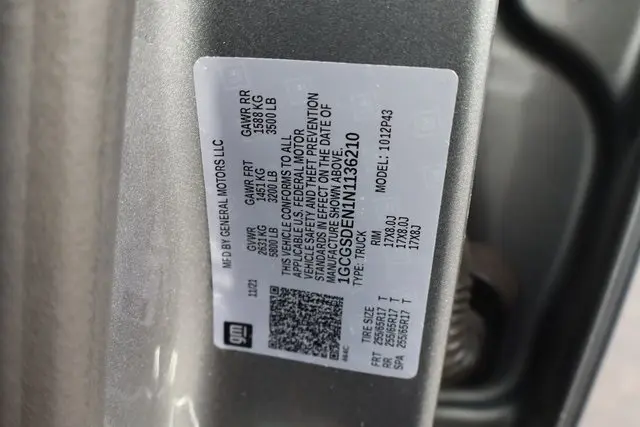 MFD BY GENERAL MOTORS LLC
11/21
GVWR GAWR FRT GAWR RR
2631 KG 1451 KG 1588 KG
5800 LB 3200 LB 3500 LB
THIS VEHICLE CONFORMS TO ALL
APPLICABLE U.S. FEDERAL MOTOR
VEHICLE SAFETY AND THEFT PREVENTION
STANDARDS IN EFFECT ON THE DATE OF
MANUFACTURE SHOWN ABOVE.
1GCGSDEN1N1136210
TYPE: TRUCK MODEL: 1012P43
TIRE SIZE RIM
FRT 255/65R17 T 17X8.0J
RR 255/65R17 T 17X8.0J
SPA 255/65R17 T 17X8J
gm